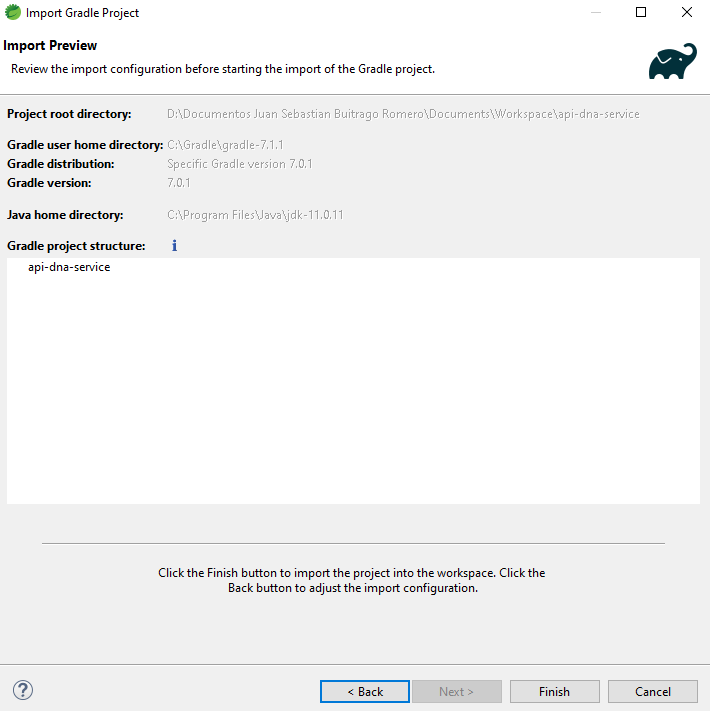 Import Gradle Project
Import Preview
Review the import configuration before starting the import of the Gradle project.
Project root directory: D:\Documentos Juan Sebastian Buitrago Romero\Documents\Workspace\api-dna-service
Gradle user home directory: C:\Gradle\gradle-7.1.1
Gradle distribution: Specific Gradle version 7.0.1
Gradle version: 7.0.1
Java home directory: C:\Program Files\Java\jdk-11.0.11
Gradle project structure: i
api-dna-service
Click the Finish button to import the project into the workspace. Click the
Back button to adjust the import configuration.
? < Back Next > Finish Cancel